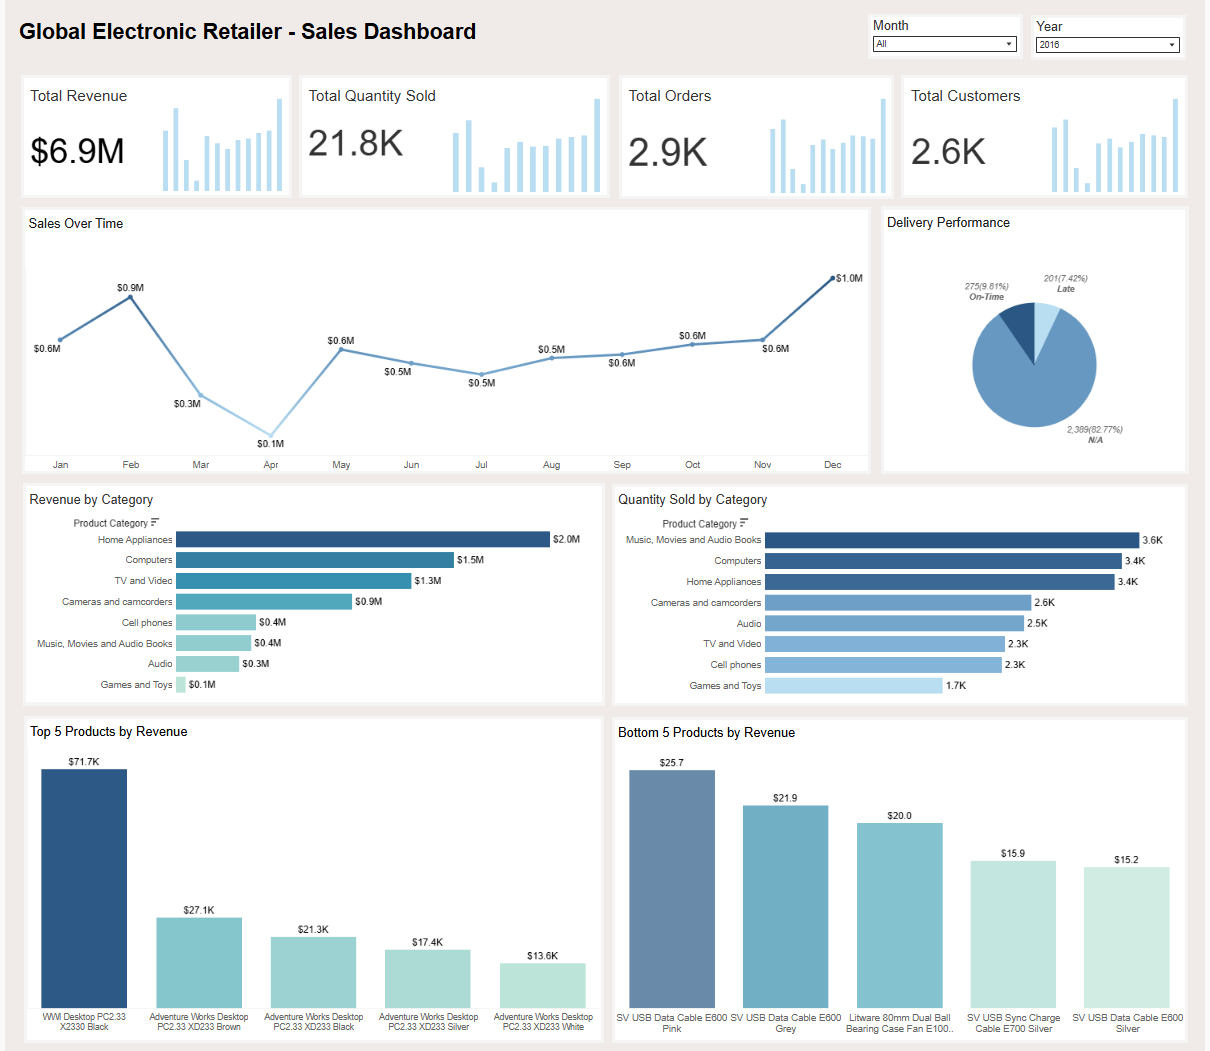 Global Electronic Retailer - Sales Dashboard
Month
All
Year
2016
Total Revenue
$6.9M
Total Quantity Sold
21.8K
Total Orders
2.9K
Total Customers
2.6K
Sales Over Time
$0.6M
$0.9M
$0.3M
$0.1M
$0.6M
$0.5M
$0.5M
$0.5M
$0.6M
$0.6M
$0.6M
$1.0M
Jan Feb Mar Apr May Jun Jul Aug Sep Oct Nov Dec
Delivery Performance
275(9.81%)
On-Time
201(7.42%)
Late
2,389(82.77%)
N/A
Revenue by Category
Product Category
Home Appliances $2.0M
Computers $1.5M
TV and Video $1.3M
Cameras and camcorders $0.9M
Cell phones $0.4M
Music, Movies and Audio Books $0.4M
Audio $0.3M
Games and Toys $0.1M
Quantity Sold by Category
Product Category
Music, Movies and Audio Books 3.6K
Computers 3.4K
Home Appliances 3.4K
Cameras and camcorders 2.6K
Audio 2.5K
TV and Video 2.3K
Cell phones 2.3K
Games and Toys 1.7K
Top 5 Products by Revenue
$71.7K
$27.1K
$21.3K
$17.4K
$13.6K
WWI Desktop PC2.33
X2330 Black
Adventure Works Desktop
PC2.33 XD233 Brown
Adventure Works Desktop
PC2.33 XD233 Black
Adventure Works Desktop
PC2.33 XD233 Silver
Adventure Works Desktop
PC2.33 XD233 White
Bottom 5 Products by Revenue
$25.7
$21.9
$20.0
$15.9
$15.2
SV USB Data Cable E600
Pink
SV USB Data Cable E600
Grey
Litware 80mm Dual Ball
Bearing Case Fan E100..
SV USB Sync Charge
Cable E700 Silver
SV USB Data Cable E600
Silver